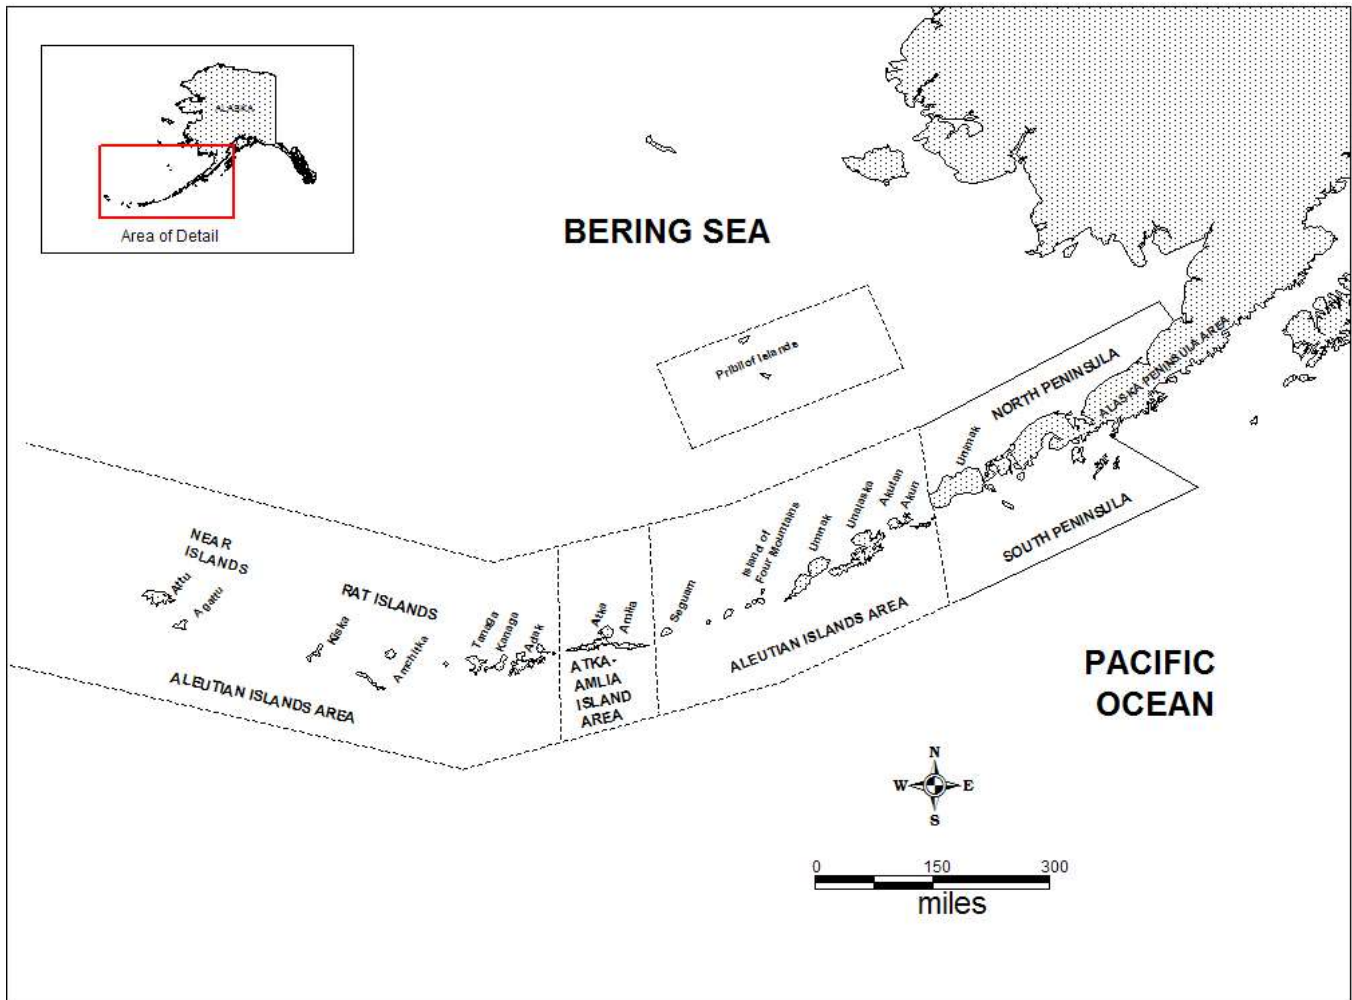 ALASKA
Area of Detail
BERING SEA
Pribilof Islands
NORTH PENINSULA
ALASKA PENINSULA AREA
SOUTH PENINSULA
Unimak
Akun
Akutan
Unalaska
Umnak
Island of
Four Mountains
Seguam
ALEUTIAN ISLANDS AREA
Atka
Amlia
ATKA-
AMLIA
ISLAND
AREA
Adak
Kanaga
Tanaga
RAT ISLANDS
Amchitka
Kiska
NEAR
ISLANDS
Attu
Agattu
ALEUTIAN ISLANDS AREA
PACIFIC
OCEAN
N
W E
S
0 150 300
miles